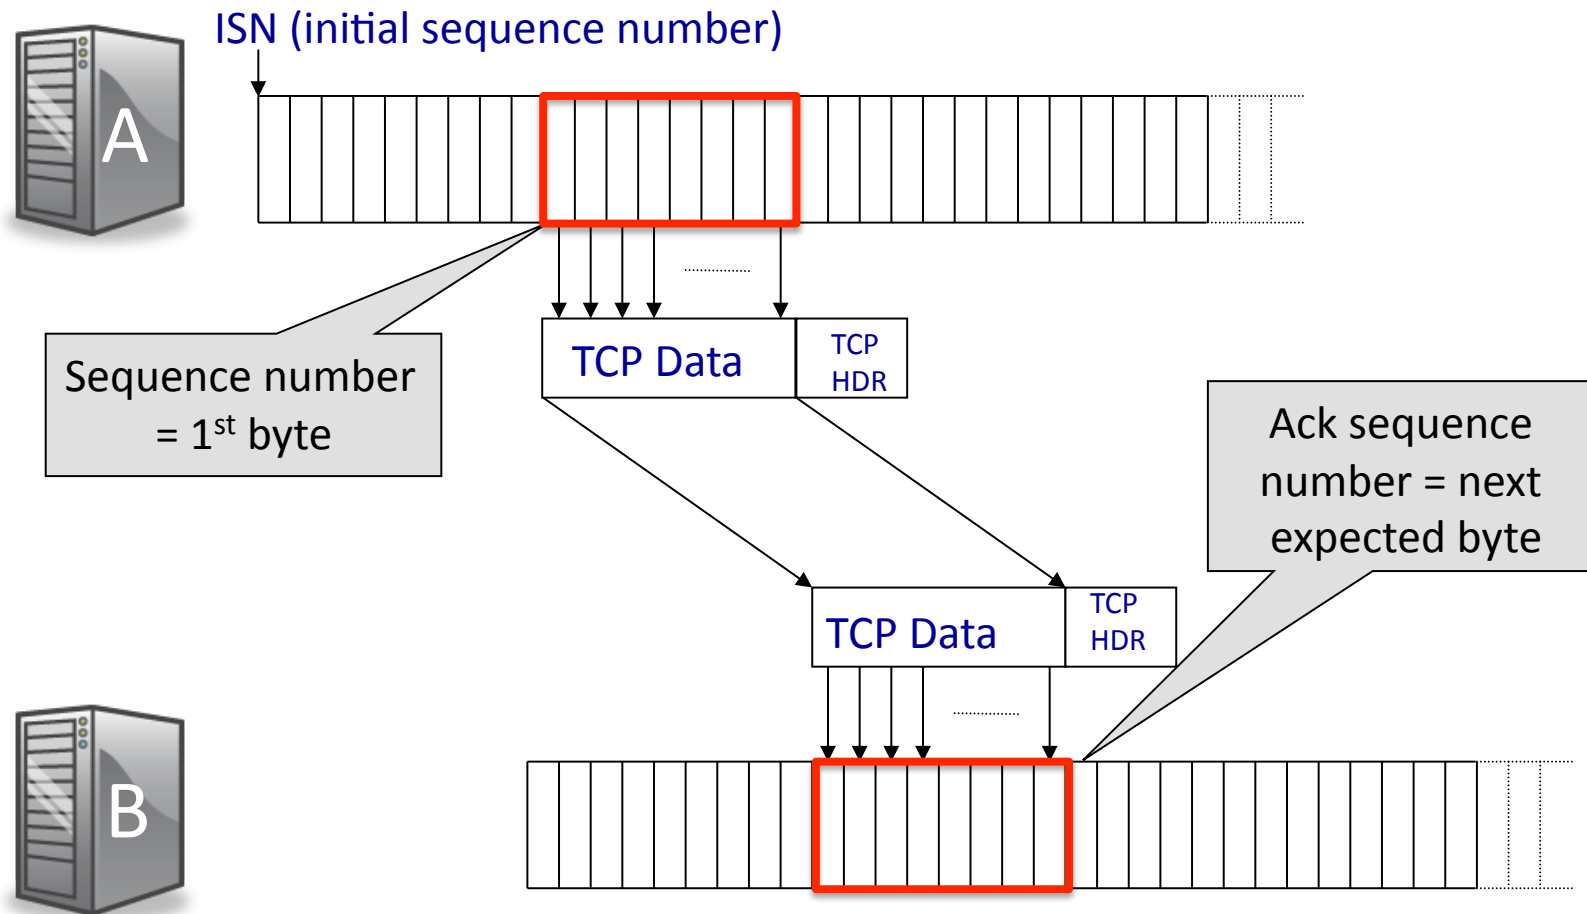 ISN (initial sequence number)
A
TCP Data
TCP
HDR
Sequence number
= 1st byte
Ack sequence
number = next
expected byte
TCP Data
TCP
HDR
B